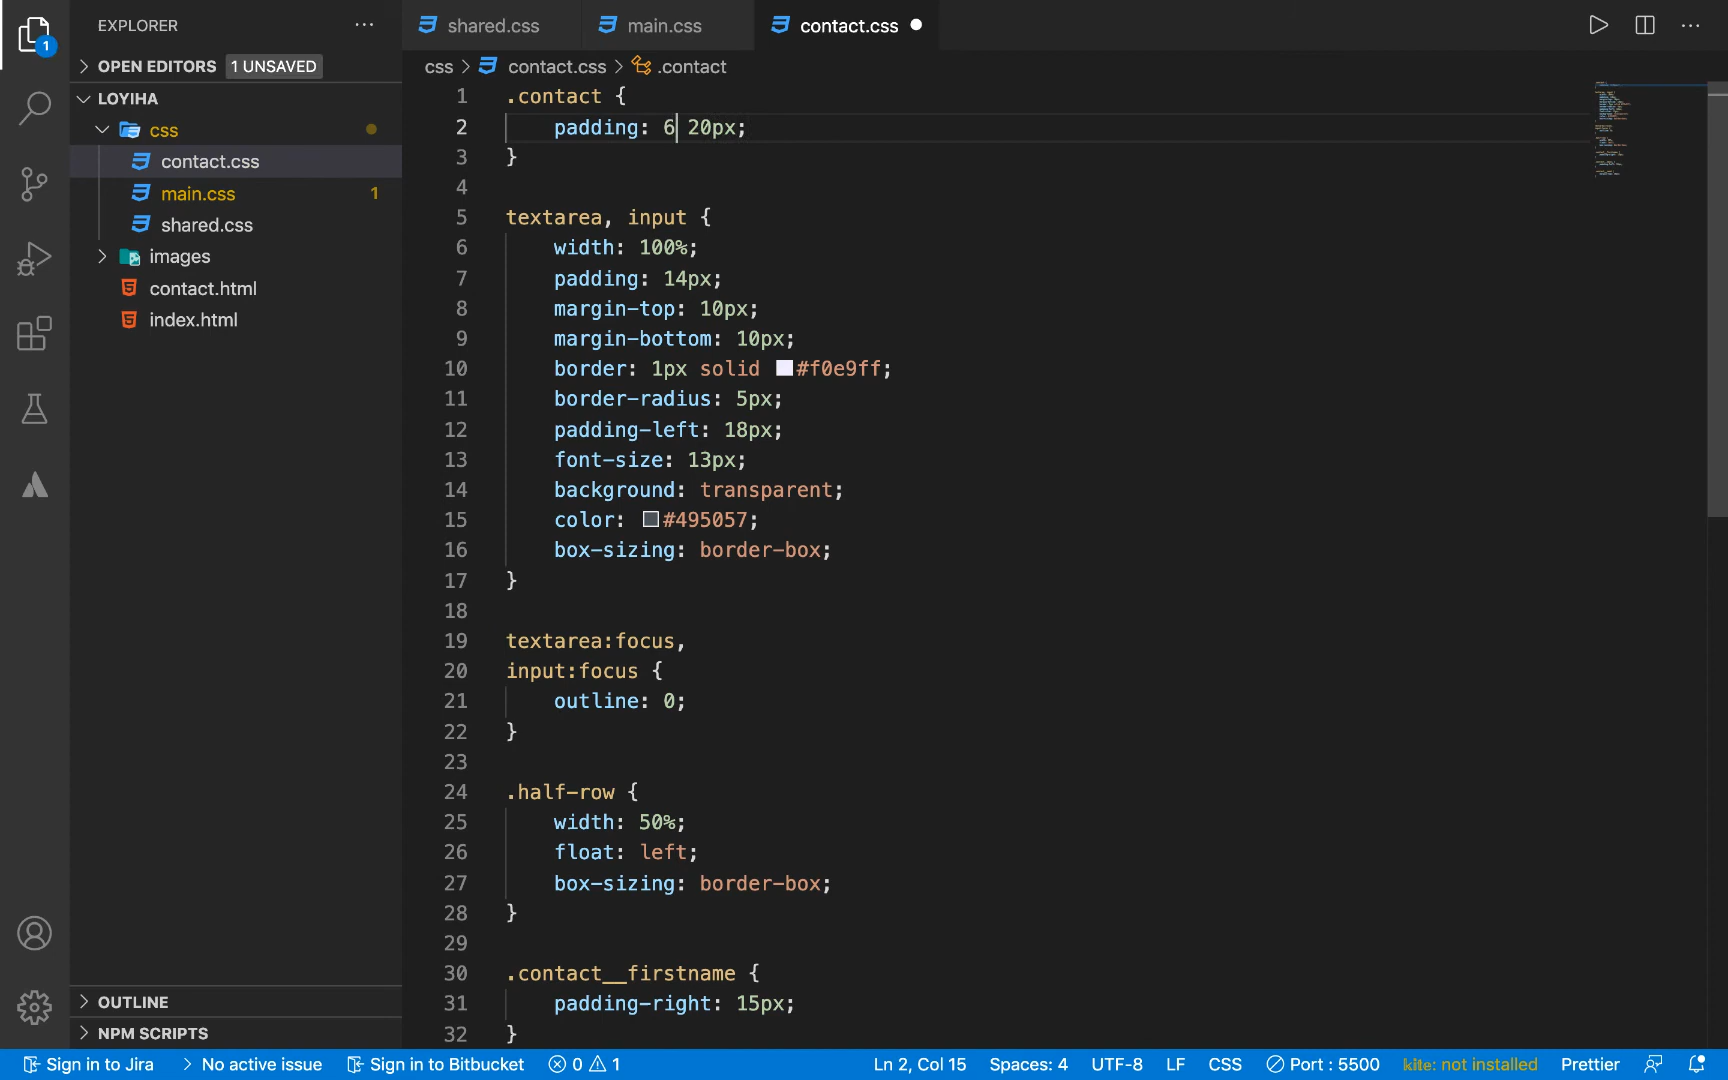 EXPLORER ···
shared.css main.css contact.css
1
OPEN EDITORS 1 UNSAVED
css > contact.css > .contact
LOYIHA
css
contact.css
main.css 1
shared.css
images
contact.html
index.html
1 .contact {
2 padding: 6 20px;
3 }
4
5 textarea, input {
6 width: 100%;
7 padding: 14px;
8 margin-top: 10px;
9 margin-bottom: 10px;
10 border: 1px solid #f0e9ff;
11 border-radius: 5px;
12 padding-left: 18px;
13 font-size: 13px;
14 background: transparent;
15 color: #495057;
16 box-sizing: border-box;
17 }
18
19 textarea:focus,
20 input:focus {
21 outline: 0;
22 }
23
24 .half-row {
25 width: 50%;
26 float: left;
27 box-sizing: border-box;
28 }
29
30 .contact__firstname {
31 padding-right: 15px;
32 }
OUTLINE
NPM SCRIPTS
Sign in to Jira > No active issue Sign in to Bitbucket 0 1 Ln 2, Col 15 Spaces: 4 UTF-8 LF CSS Port : 5500 kite: not installed Prettier